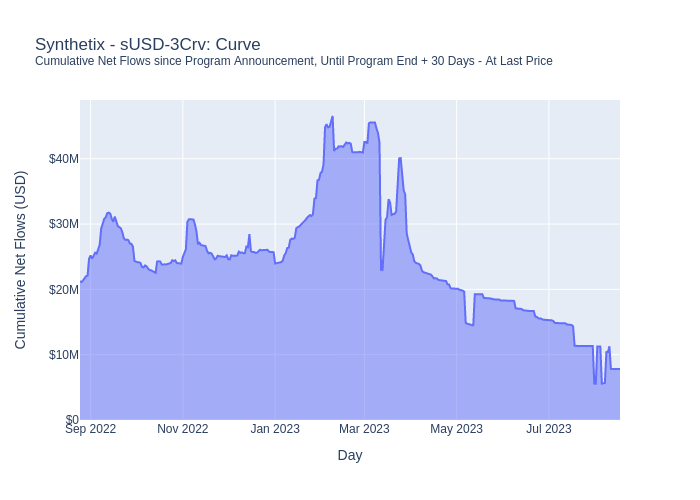 Synthetix - sUSD-3Crv: Curve
Cumulative Net Flows since Program Announcement, Until Program End + 30 Days - At Last Price
Cumulative Net Flows (USD)
$40M
$30M
$20M
$10M
$0
Sep 2022
Nov 2022
Jan 2023
Mar 2023
May 2023
Jul 2023
Day